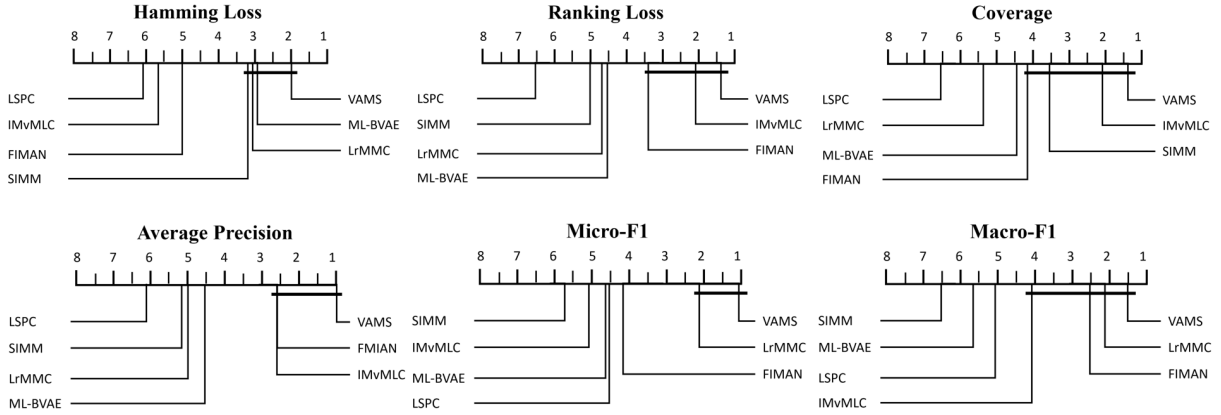 Hamming Loss
8 7 6 5 4 3 2 1
LSPC
IMvMLC
FIMAN
SIMM
VAMS
ML-BVAE
LrMMC
Ranking Loss
8 7 6 5 4 3 2 1
LSPC
SIMM
LrMMC
ML-BVAE
VAMS
IMvMLC
FIMAN
Coverage
8 7 6 5 4 3 2 1
LSPC
LrMMC
ML-BVAE
FIMAN
VAMS
IMvMLC
SIMM
Average Precision
8 7 6 5 4 3 2 1
LSPC
SIMM
LrMMC
ML-BVAE
VAMS
FMIAN
IMvMLC
Micro-F1
8 7 6 5 4 3 2 1
SIMM
IMvMLC
ML-BVAE
LSPC
VAMS
LrMMC
FIMAN
Macro-F1
8 7 6 5 4 3 2 1
SIMM
ML-BVAE
LSPC
IMvMLC
VAMS
LrMMC
FIMAN